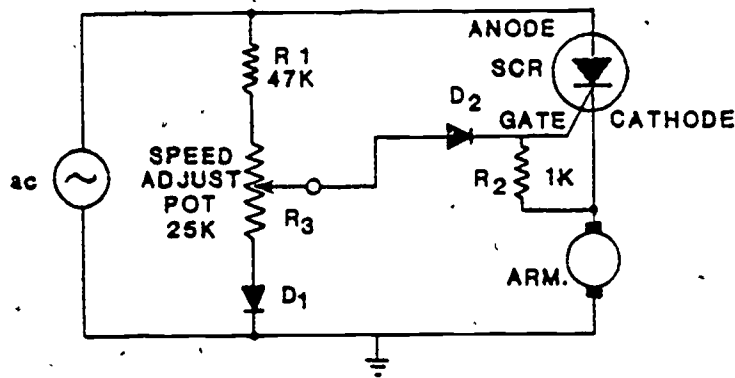 ANODE
R 1
47K
SCR
D2
GATE
CATHODE
SPEED
ADJUST
POT
25K
ac
R3
R2
1K
D1
ARM.